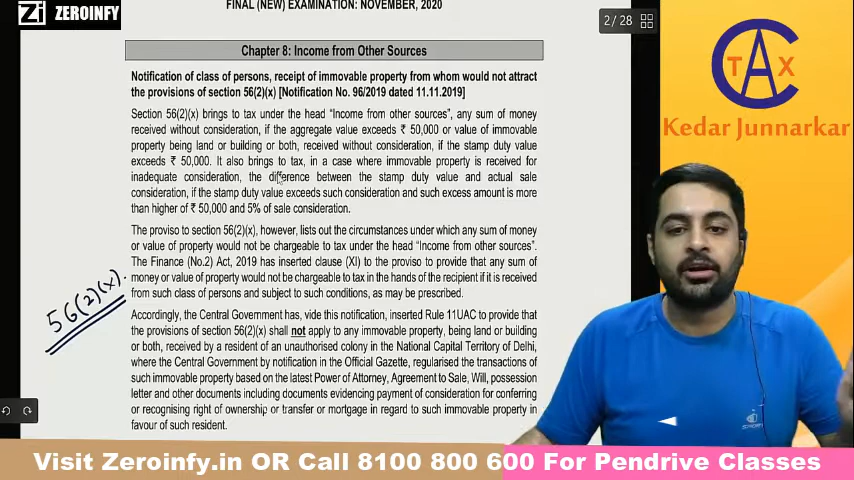 Zi ZEROINFY
FINAL (NEW) EXAMINATION: NOVEMBER, 2020
2 / 28
Chapter 8: Income from Other Sources
Notification of class of persons, receipt of immovable property from whom would not attract
the provisions of section 56(2)(x) [Notification No. 96/2019 dated 11.11.2019]
Section 56(2)(x) brings to tax under the head "Income from other sources", any sum of money
received without consideration, if the aggregate value exceeds ₹ 50,000 or value of immovable
property being land or building or both, received without consideration, if the stamp duty value
exceeds ₹ 50,000. It also brings to tax, in a case where immovable property is received for
inadequate consideration, the difference between the stamp duty value and actual sale
consideration, if the stamp duty value exceeds such consideration and such excess amount is more
than higher of ₹ 50,000 and 5% of sale consideration.
The proviso to section 56(2)(x), however, lists out the circumstances under which any sum of money
or value of property would not be chargeable to tax under the head "Income from other sources".
The Finance (No.2) Act, 2019 has inserted clause (XI) to the proviso to provide that any sum of
money or value of property would not be chargeable to tax in the hands of the recipient if it is received
from such class of persons and subject to such conditions, as may be prescribed.
56(2)(x).
Accordingly, the Central Government has, vide this notification, inserted Rule 11UAC to provide that
the provisions of section 56(2)(x) shall not apply to any immovable property, being land or building
or both, received by a resident of an unauthorised colony in the National Capital Territory of Delhi,
where the Central Government by notification in the Official Gazette, regularised the transactions of
such immovable property based on the latest Power of Attorney, Agreement to Sale, Will, possession
letter and other documents including documents evidencing payment of consideration for conferring
or recognising right of ownership or transfer or mortgage in regard to such immovable property in
favour of such resident.
CA
TAX
Kedar Junnarkar
Visit Zeroinfy.in OR Call 8100 800 600 For Pendrive Classes